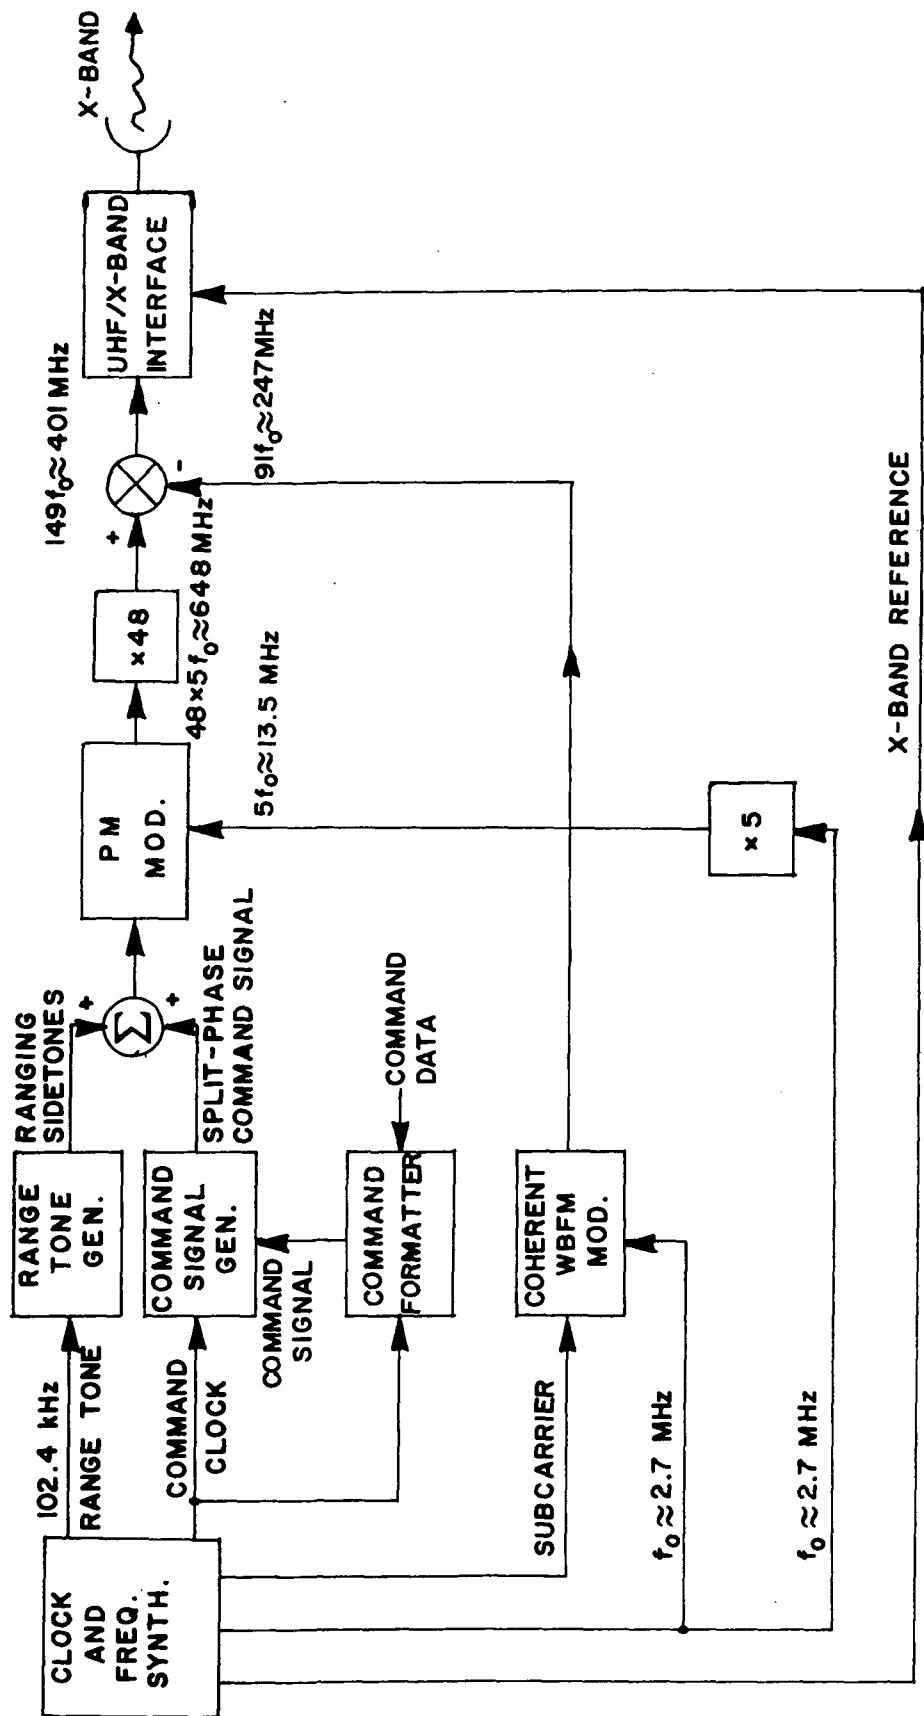 CLOCK
AND
FREQ.
SYNTH.
102.4 kHz
RANGE TONE
RANGE
TONE
GEN.
RANGING
SIDETONES
+
Σ
+
COMMAND
CLOCK
COMMAND
SIGNAL
GEN.
SPLIT-PHASE
COMMAND SIGNAL
COMMAND
SIGNAL
COMMAND
FORMATTER
COMMAND
DATA
PM
MOD.
×48
48×5f₀≈648MHz
5f₀≈13.5 MHz
+
-
149f₀≈401 MHz
91f₀≈247MHz
UHF/X-BAND
INTERFACE
X-BAND
SUBCARRIER
COHERENT
WBFM
MOD.
f₀≈2.7 MHz
f₀≈2.7 MHz
×5
X-BAND REFERENCE